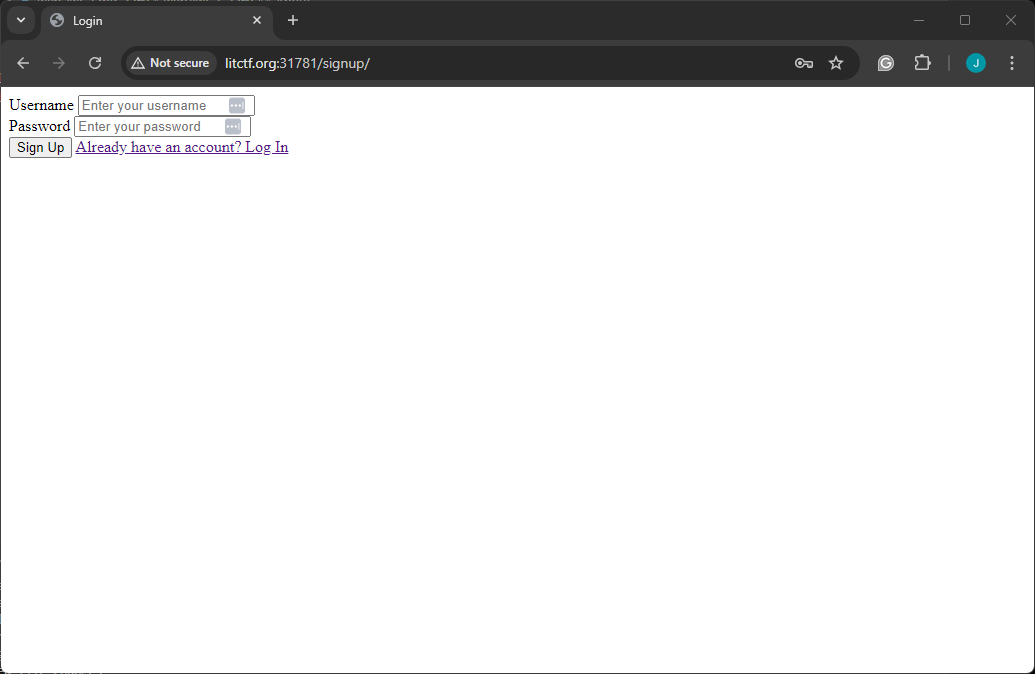 Login
Not secure litctf.org:31781/signup/
J
Username Enter your username
Password Enter your password
Sign Up Already have an account? Log In